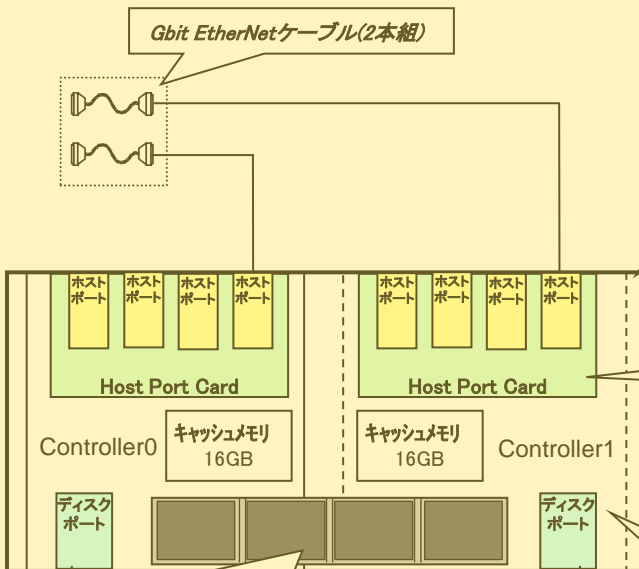 Gbit EtherNetケーブル(2本組)
ホスト ホスト ホスト ホスト ホスト ホスト ホスト ホスト
ポート ポート ポート ポート ポート ポート ポート ポート
Host Port Card Host Port Card
キャッシュメモリ キャッシュメモリ
Controller0 16GB 16GB Controller1
ディスク ディスク
ポート ポート